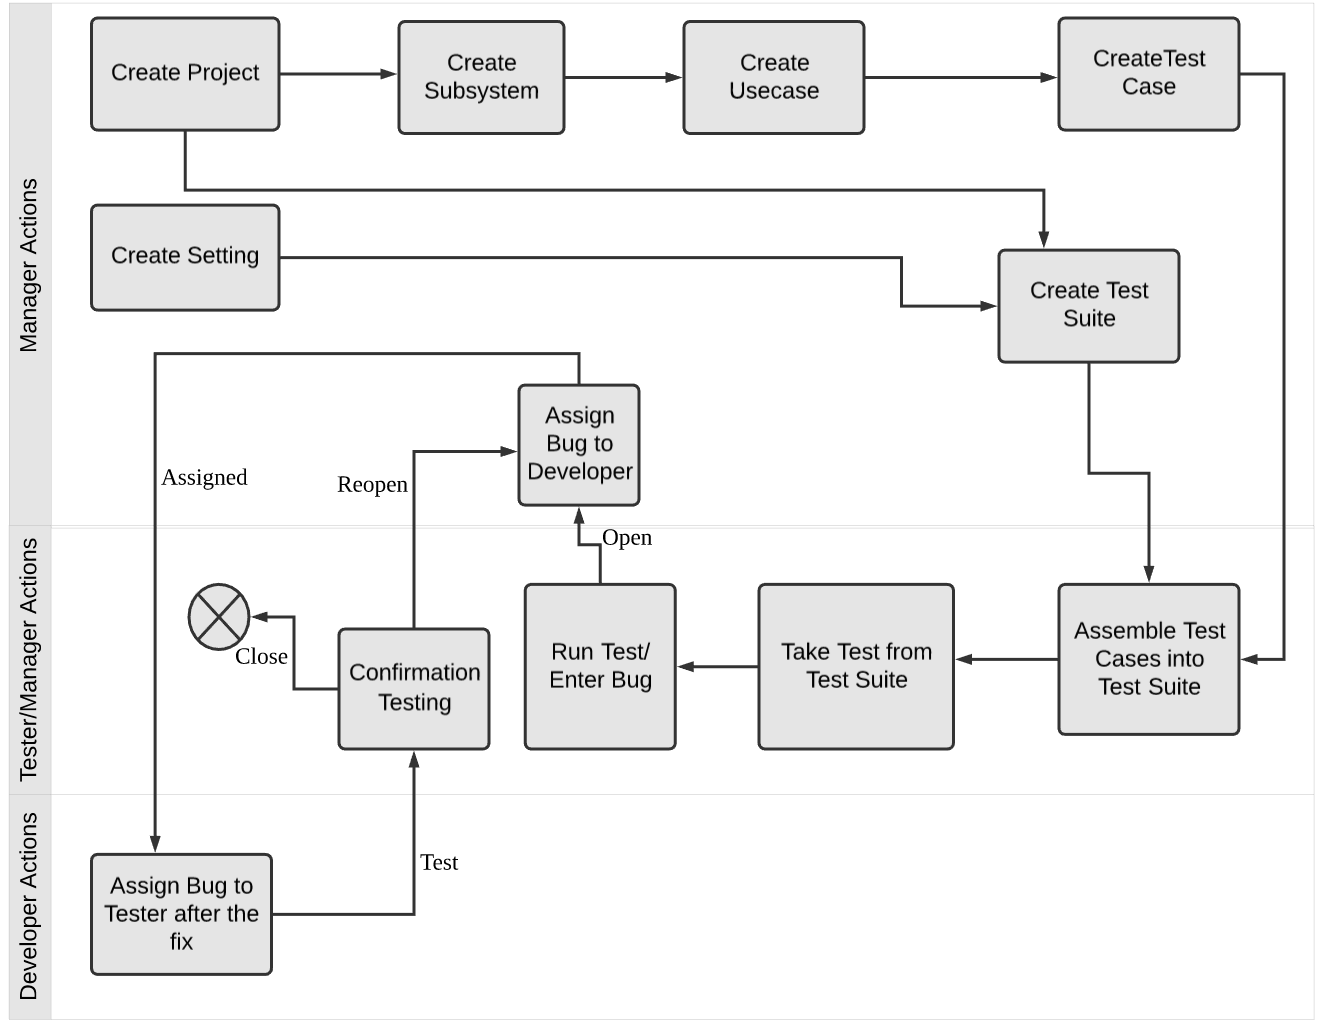 Manager Actions
Create Project
Create
Subsystem
Create
Usecase
CreateTest
Case
Create Setting
Create Test
Suite
Assign
Bug to
Developer
Assigned
Reopen
Tester/Manager Actions
Open
Close
Confirmation
Testing
Run Test/
Enter Bug
Take Test from
Test Suite
Assemble Test
Cases into
Test Suite
Developer Actions
Assign Bug to
Tester after the
fix
Test